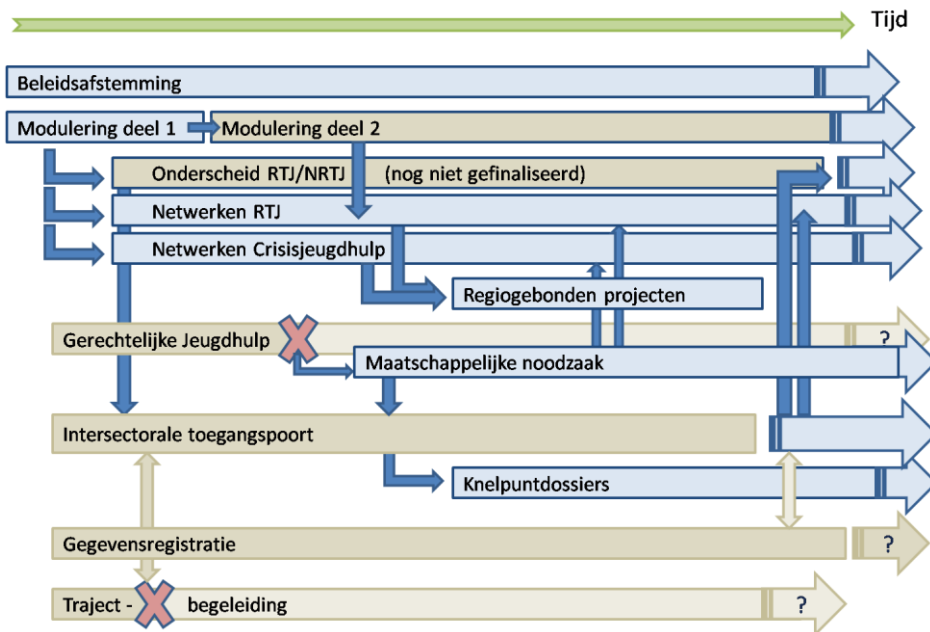 Tijd
Beleidsafstemming
Modulering deel 1
Modulering deel 2
Onderscheid RTJ/NRTJ (nog niet gefinaliseerd)
Netwerken RTJ
Netwerken Crisisjeugdhulp
Regiogebonden projecten
Gerechtelijke Jeugdhulp
?
Maatschappelijke noodzaak
Intersectorale toegangspoort
Knelpuntdossiers
Gegevensregistratie
?
Traject - begeleiding
?